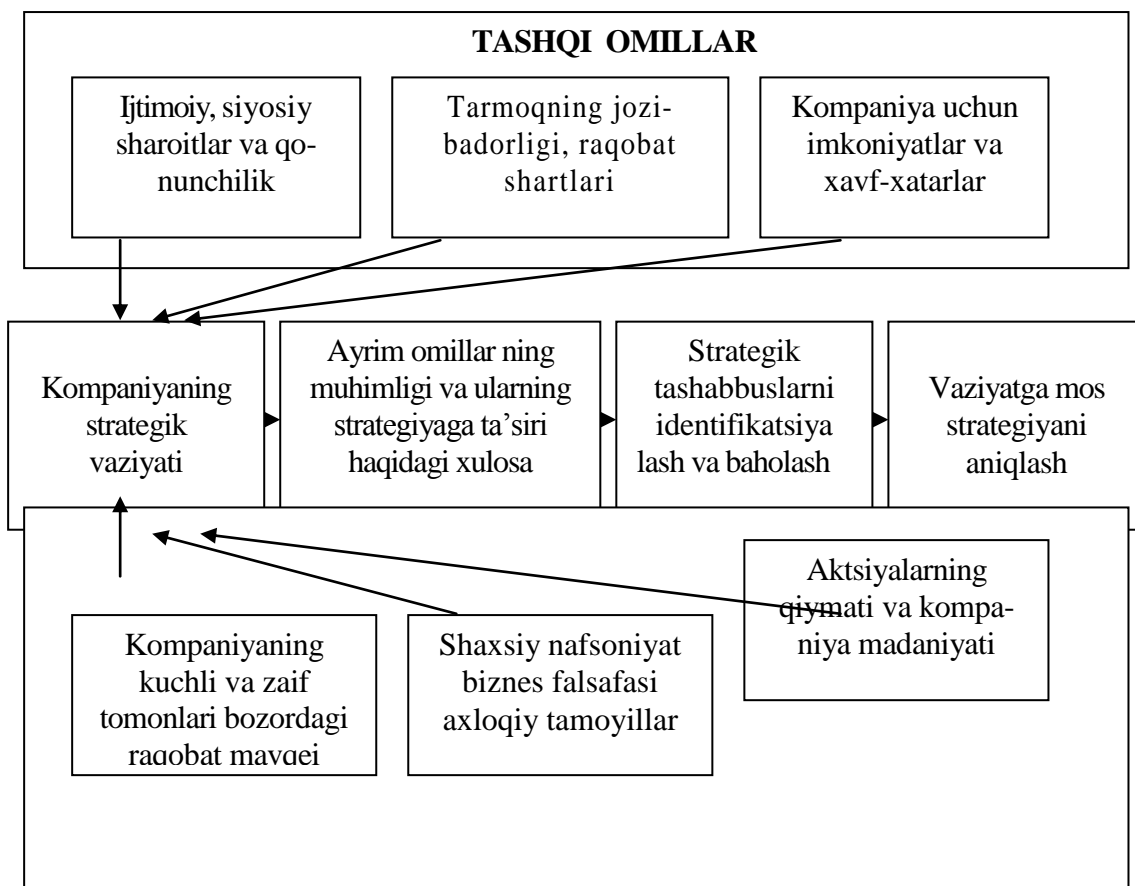 TASHQI OMILLAR
Ijtimoiy, siyosiy
sharoitlar va qo-
nunchilik
Tarmoqning jozi-
badorligi, raqobat
shartlari
Kompaniya uchun
imkoniyatlar va
xavf-xatarlar
Kompaniyaning
strategik
vaziyati
Ayrim omillar ning
muhimligi va ularning
strategiyaga ta’siri
haqidagi xulosa
Strategik
tashabbuslarni
identifikatsiya
lash va baholash
Vaziyatga mos
strategiyani
aniqlash
Kompaniyaning
kuchli va zaif
tomonlari bozordagi
raqobat mavqei
Shaxsiy nafsoniyat
biznes falsafasi
axloqiy tamoyillar
Aktsiyalarning
qiymati va kompa-
niya madaniyati